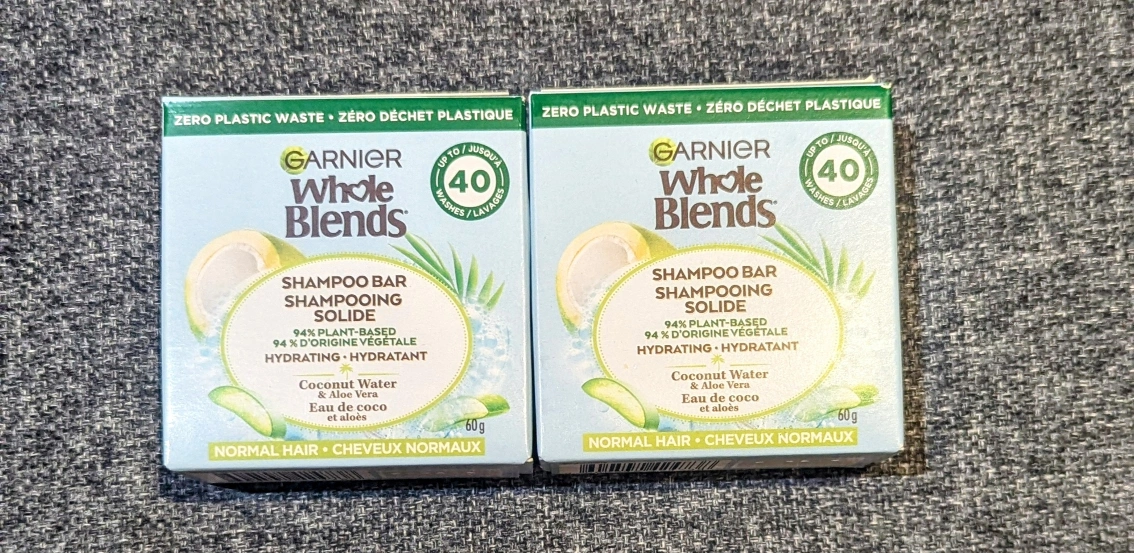 ZERO PLASTIC WASTE • ZÉRO DÉCHET PLASTIQUE
GARNIER
Whole
Blends®
UP TO / JUSQU'À
40
WASHES / LAVAGES
SHAMPOO BAR
SHAMPOOING
SOLIDE
94% PLANT-BASED
94 % D'ORIGINE VÉGÉTALE
HYDRATING • HYDRATANT
Coconut Water
& Aloe Vera
Eau de coco
et aloès
60 g
NORMAL HAIR • CHEVEUX NORMAUX
ZERO PLASTIC WASTE • ZÉRO DÉCHET PLASTIQUE
GARNIER
Whole
Blends®
UP TO / JUSQU'À
40
WASHES / LAVAGES
SHAMPOO BAR
SHAMPOOING
SOLIDE
94% PLANT-BASED
94 % D'ORIGINE VÉGÉTALE
HYDRATING • HYDRATANT
Coconut Water
& Aloe Vera
Eau de coco
et aloès
60 g
NORMAL HAIR • CHEVEUX NORMAUX